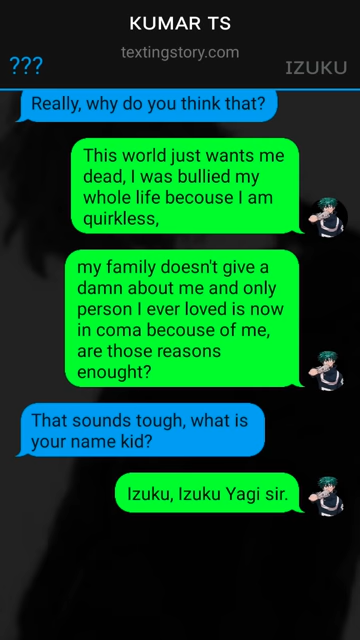 KUMAR TS
textingstory.com
???
IZUKU
Really, why do you think that?
This world just wants me
dead, I was bullied my
whole life becouse I am
quirkless,
my family doesn't give a
damn about me and only
person I ever loved is now
in coma becouse of me,
are those reasons
enought?
That sounds tough, what is
your name kid?
Izuku, Izuku Yagi sir.